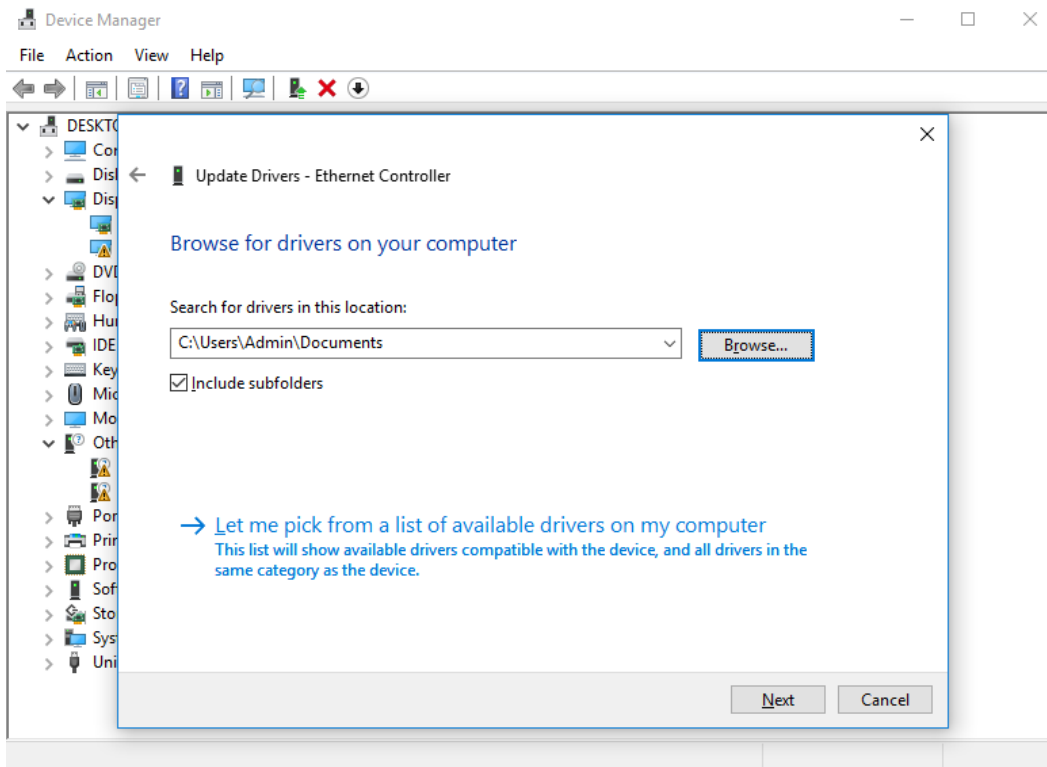 Device Manager
File Action View Help
DESKTO
Cor
Disl
Disp
DVD
Flop
Hu
IDE
Key
Mic
Mo
Oth
Por
Prin
Pro
Sof
Sto
Sys
Uni
Update Drivers - Ethernet Controller
Browse for drivers on your computer
Search for drivers in this location:
C:\Users\Admin\Documents
Browse...
Include subfolders
Let me pick from a list of available drivers on my computer
This list will show available drivers compatible with the device, and all drivers in the
same category as the device.
Next Cancel